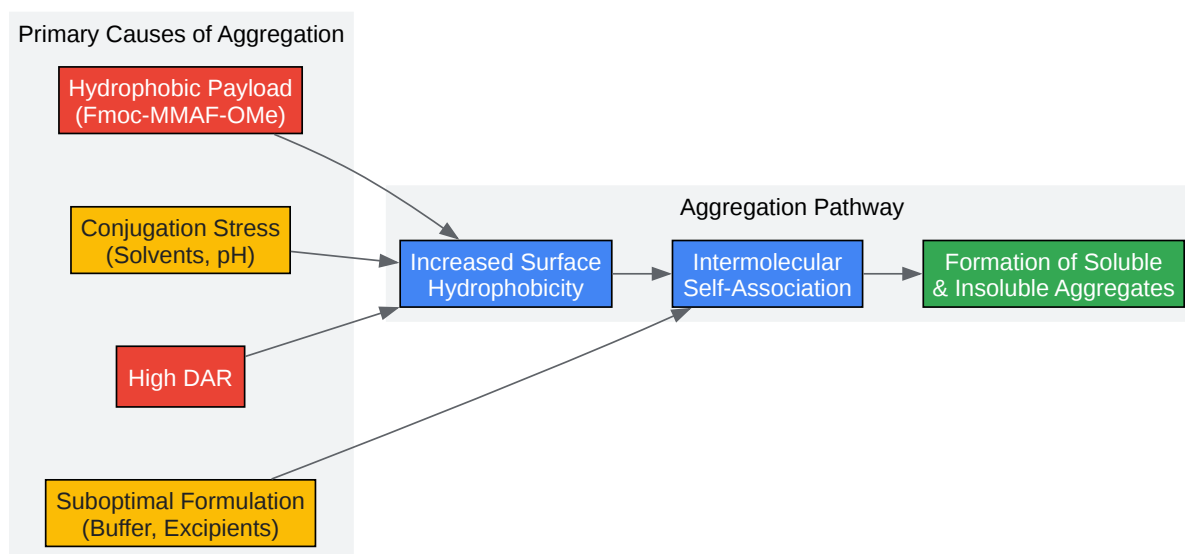 Primary Causes of Aggregation
Hydrophobic Payload
(Fmoc-MMAF-OMe)
Conjugation Stress
(Solvents, pH)
High DAR
Suboptimal Formulation
(Buffer, Excipients)
Aggregation Pathway
Increased Surface
Hydrophobicity
Intermolecular
Self-Association
Formation of Soluble
& Insoluble Aggregates